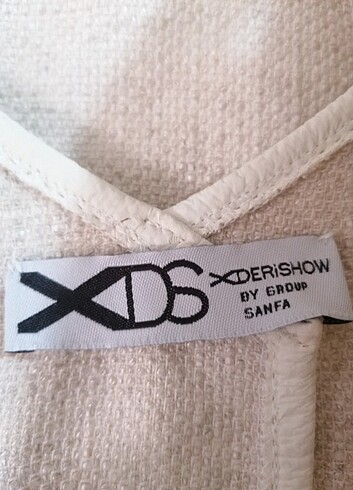 XDS
XDERiSHOW
BY GROUP
SANFA